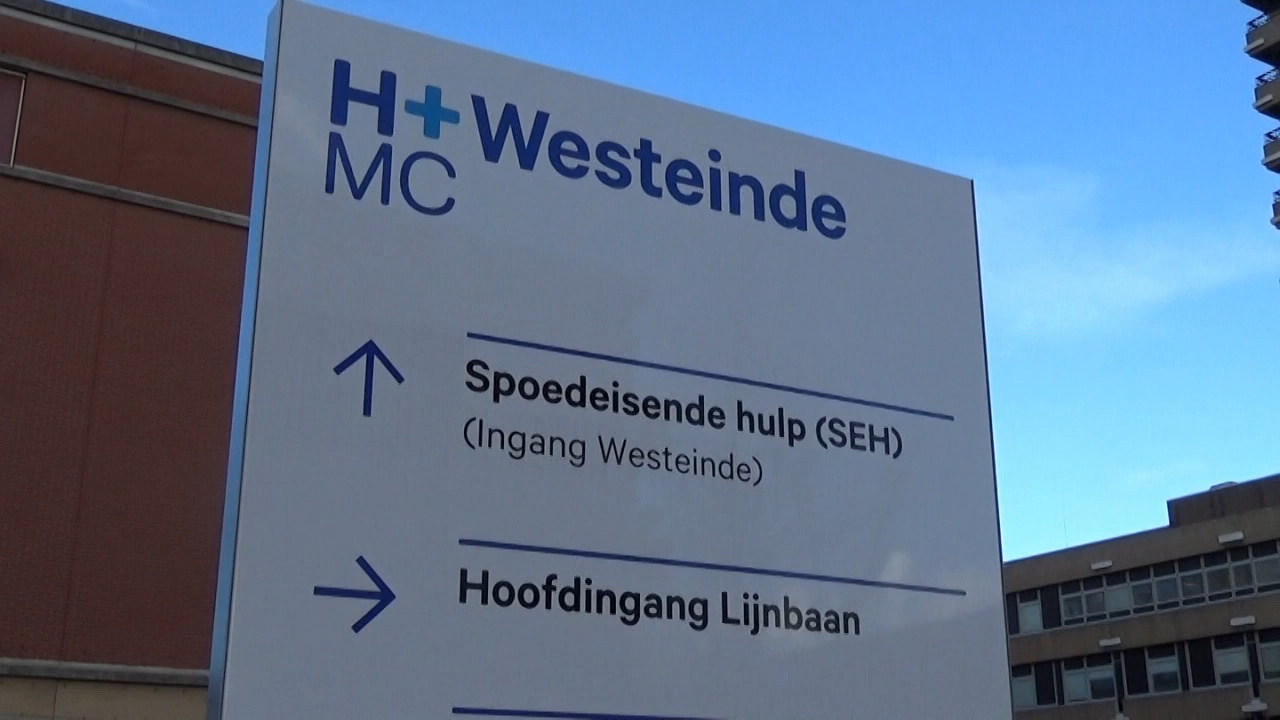 H+ Westeinde
MC
Spoedeisende hulp (SEH)
(Ingang Westeinde)
Hoofdingang Lijnbaan